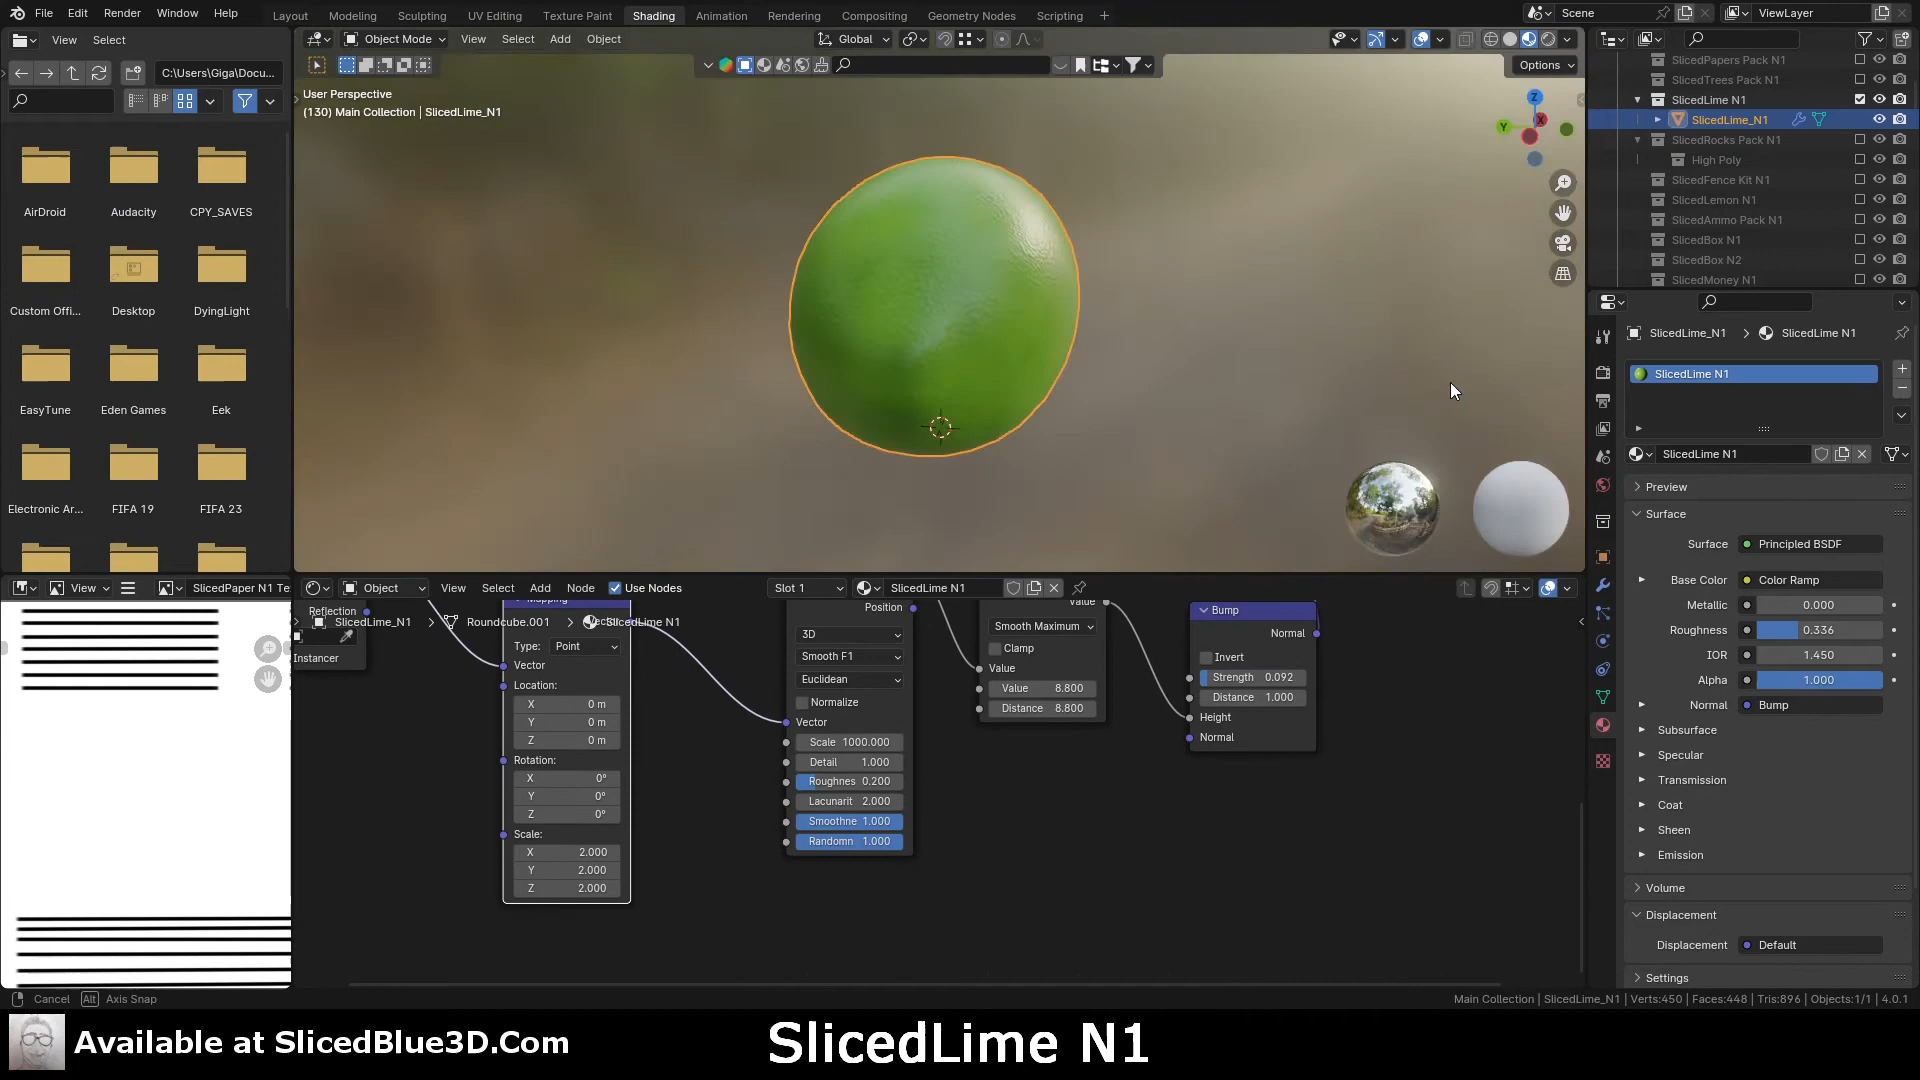 File Edit Render Window Help
Layout Modeling Sculpting UV Editing Texture Paint Shading Animation Rendering Compositing Geometry Nodes Scripting
Scene
ViewLayer
View Select
C:\Users\Giga\Docu...
AirDroid Audacity CPY_SAVES
Custom Offi... Desktop DyingLight
EasyTune Eden Games Eek
Electronic Ar... FIFA 19 FIFA 23
Object Mode View Select Add Object
Global
Options
User Perspective
(130) Main Collection | SlicedLime_N1
Z
X
Y
SlicedPapers Pack N1
SlicedTrees Pack N1
SlicedLime N1
SlicedLime_N1
SlicedRocks Pack N1
High Poly
SlicedFence Kit N1
SlicedLemon N1
SlicedAmmo Pack N1
SlicedBox N1
SlicedBox N2
SlicedMoney N1
SlicedLime_N1 SlicedLime N1
SlicedLime N1
SlicedLime N1
Preview
Surface
Surface Principled BSDF
Base Color Color Ramp
Metallic 0.000
Roughness 0.336
IOR 1.450
Alpha 1.000
Normal Bump
Subsurface
Specular
Transmission
Coat
Sheen
Emission
Volume
Displacement
Displacement Default
Settings
View SlicedPaper N1 Te
Object View Select Add Node Use Nodes Slot 1 SlicedLime N1
Reflection
SlicedLime_N1 Roundcube.001 SlicedLime N1
Instancer
Mapping
Type: Point
Vector
Location:
X 0 m
Y 0 m
Z 0 m
Rotation:
X 0°
Y 0°
Z 0°
Scale:
X 2.000
Y 2.000
Z 2.000
Position
3D
Smooth F1
Euclidean
Normalize
Vector
Scale 1000.000
Detail 1.000
Roughnes 0.200
Lacunarit 2.000
Smoothne 1.000
Randomn 1.000
Value
Smooth Maximum
Clamp
Value
Value 8.800
Distance 8.800
Bump
Normal
Invert
Strength 0.092
Distance 1.000
Height
Normal
Cancel Alt Axis Snap
Main Collection | SlicedLime_N1 | Verts:450 | Faces:448 | Tris:896 | Objects:1/1 | 4.0.1
Available at SlicedBlue3D.Com
SlicedLime N1